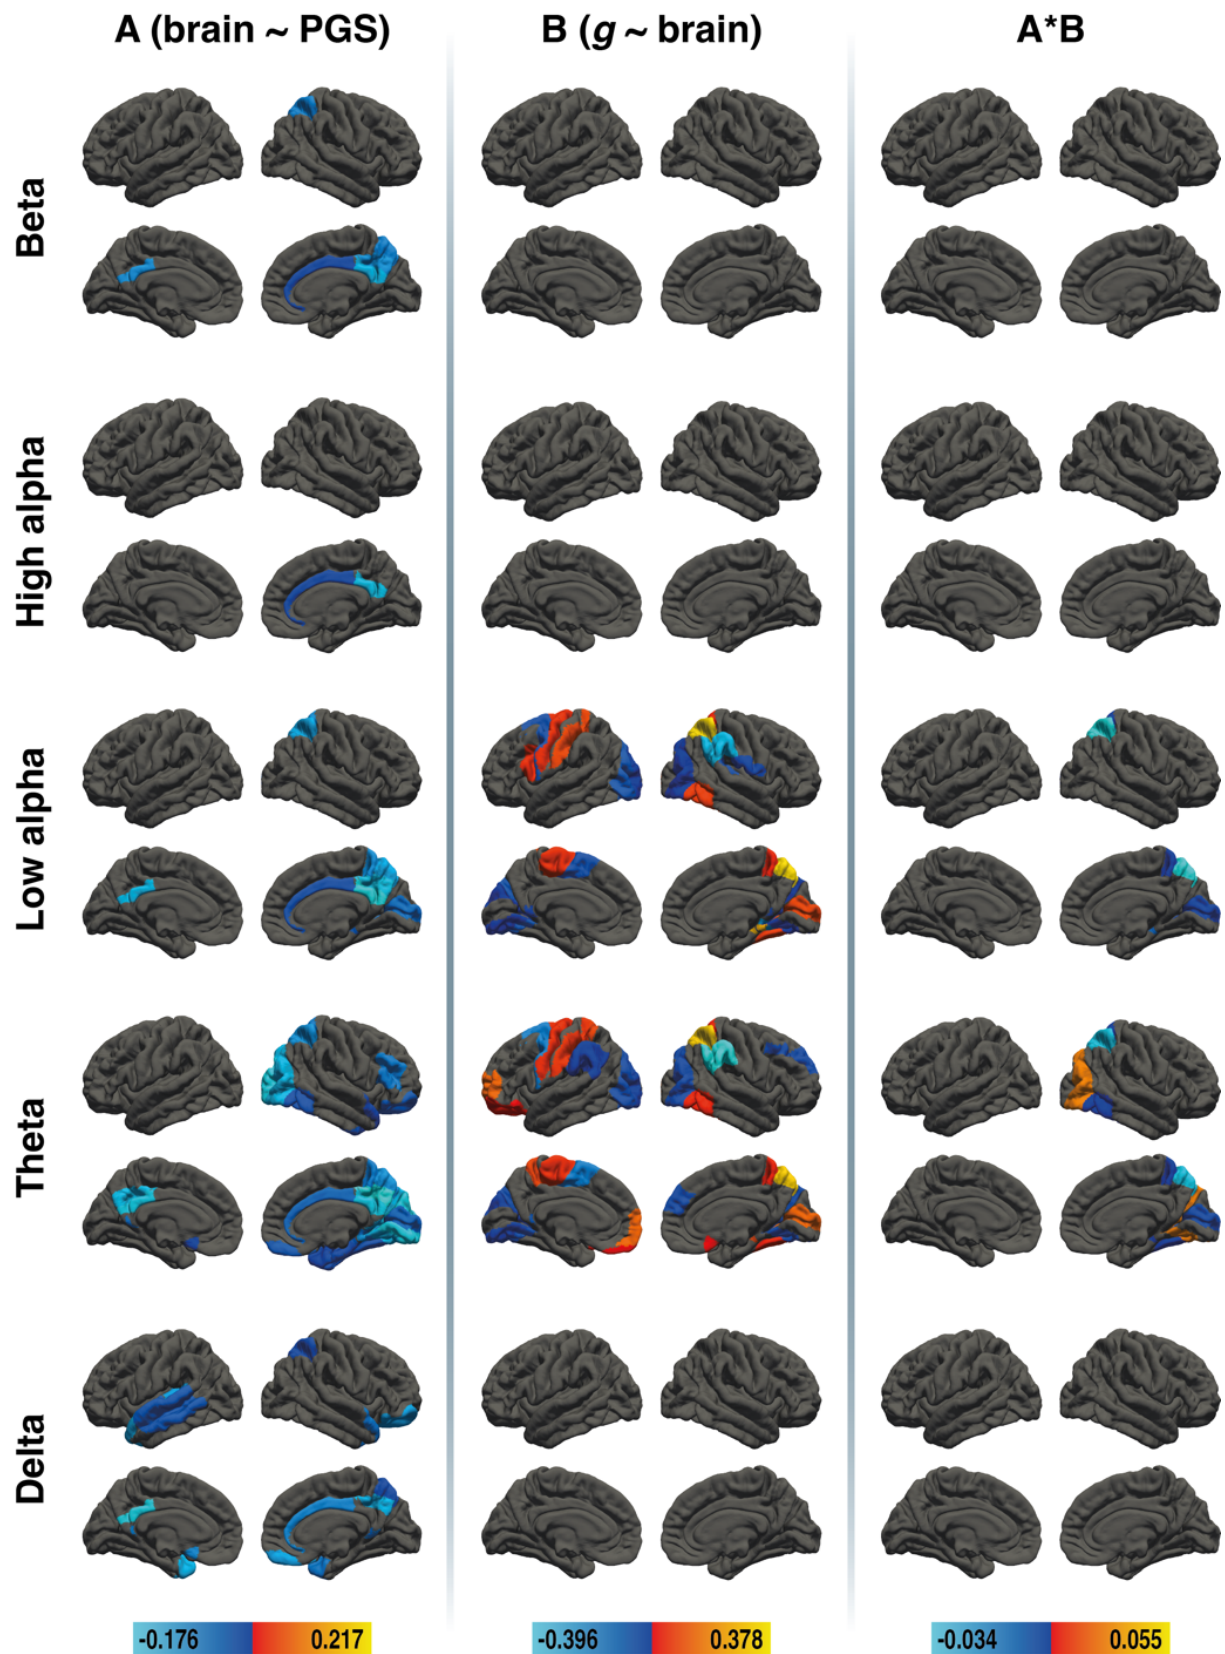 A (brain ~ PGS) B (g ~ brain) A*B
Beta
High alpha
Low alpha
Theta
Delta
-0.176 0.217 -0.396 0.378 -0.034 0.055